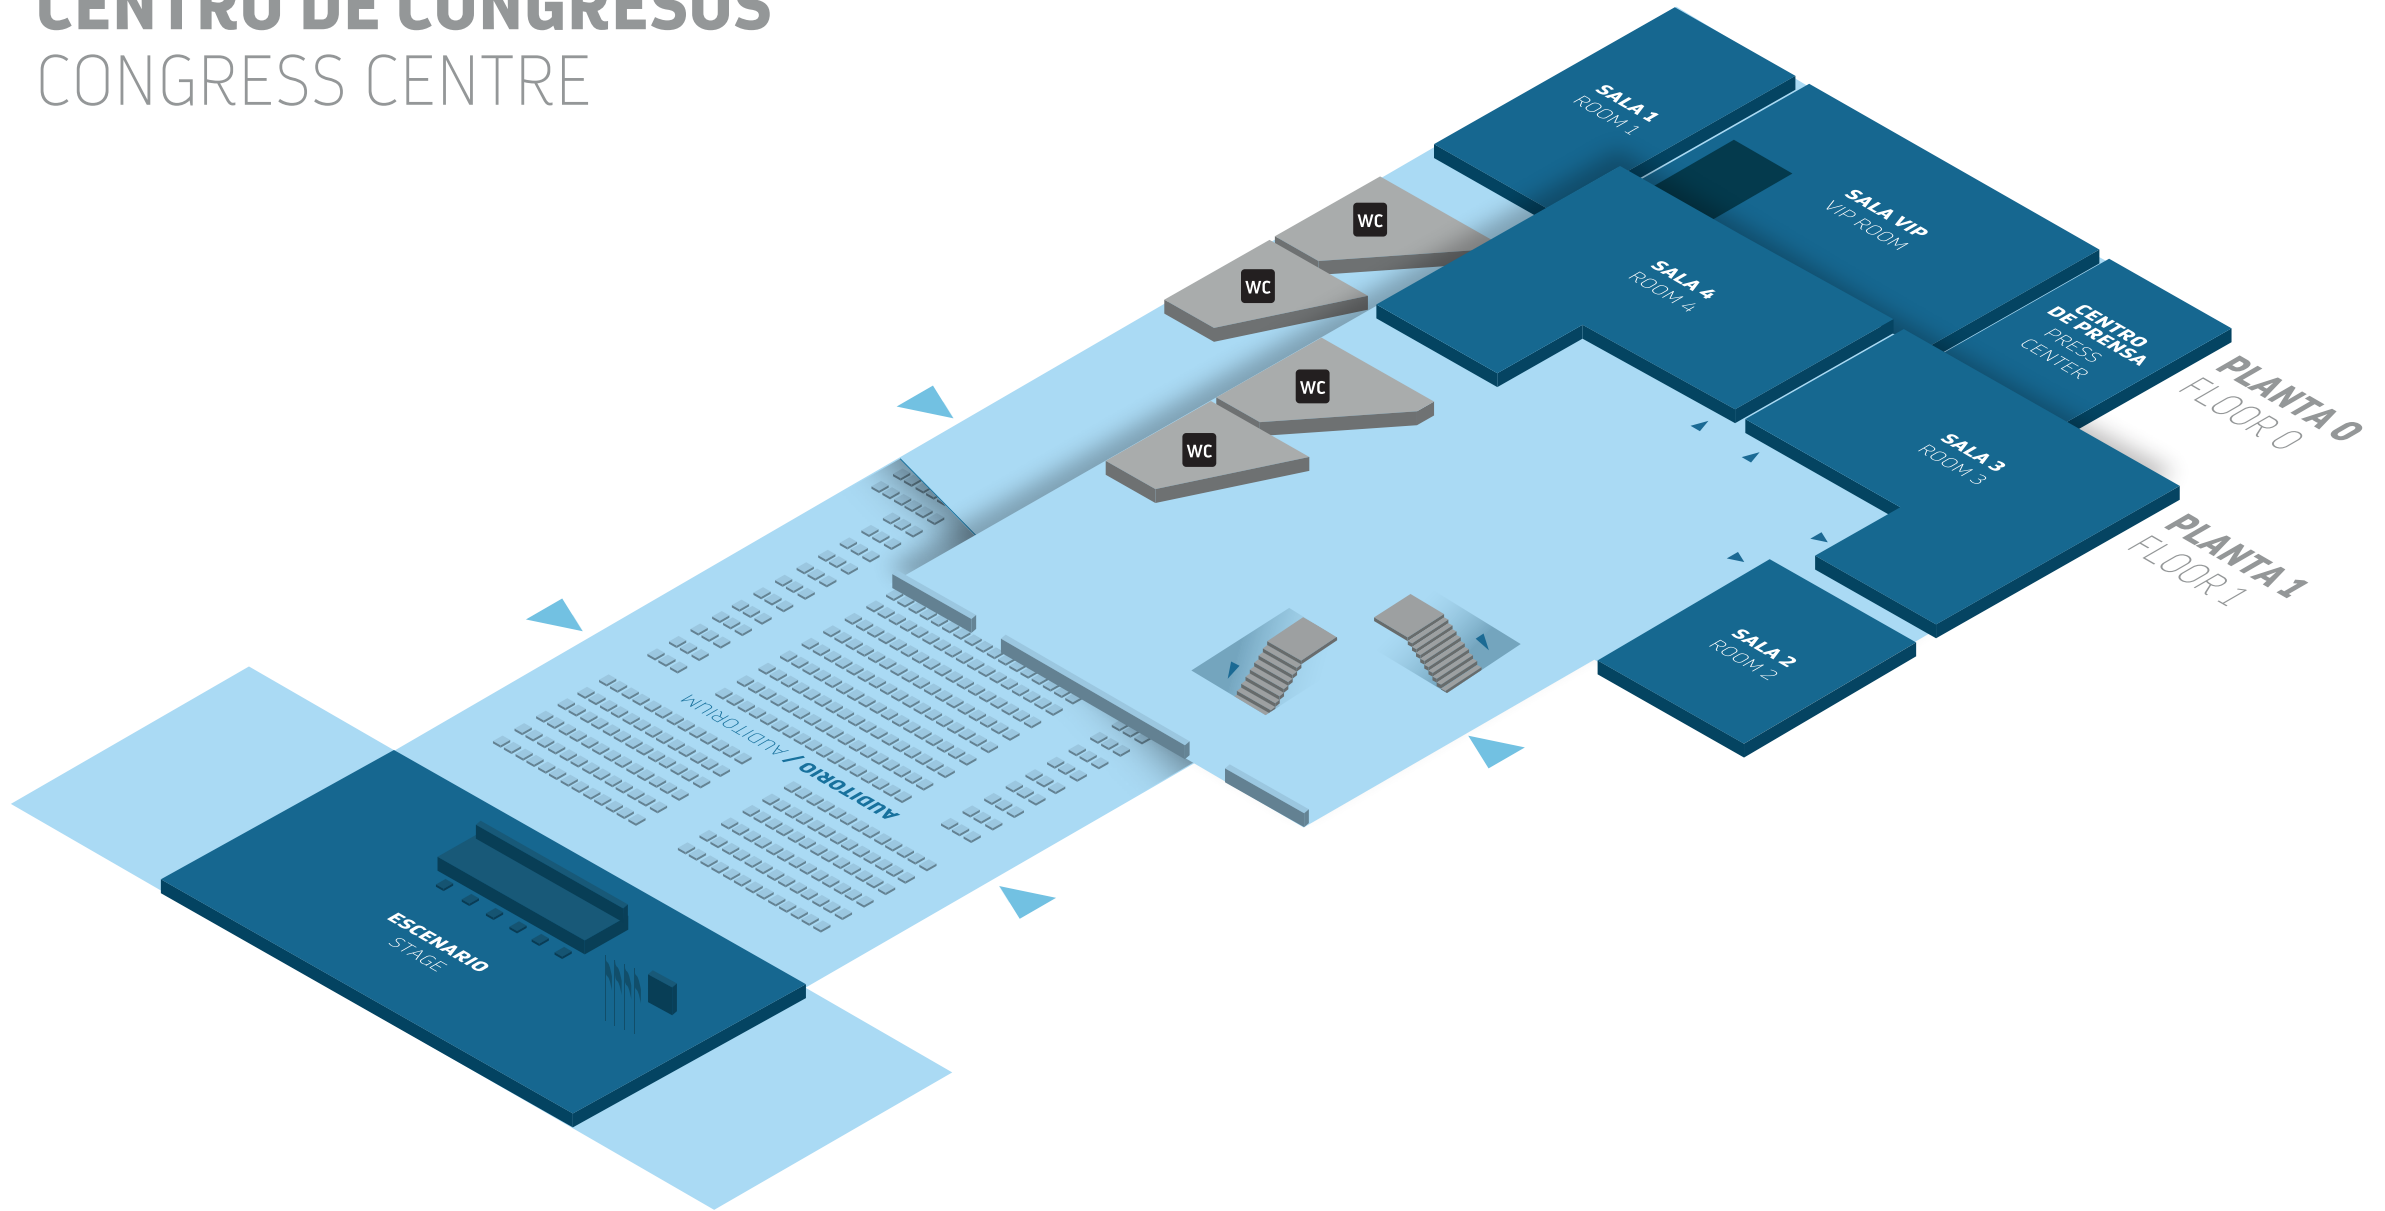 CENTRO DE CONGRESOS
CONGRESS CENTRE
SALA 1
ROOM 1
SALA VIP
VIP ROOM
WC
WC
SALA 4
ROOM 4
CENTRO
DE PRENSA
PRESS
CENTER
PLANTA 0
FLOOR 0
WC
WC
SALA 3
ROOM 3
PLANTA 1
FLOOR 1
SALA 2
ROOM 2
AUDITORIO / AUDITORIUM
ESCENARIO
STAGE